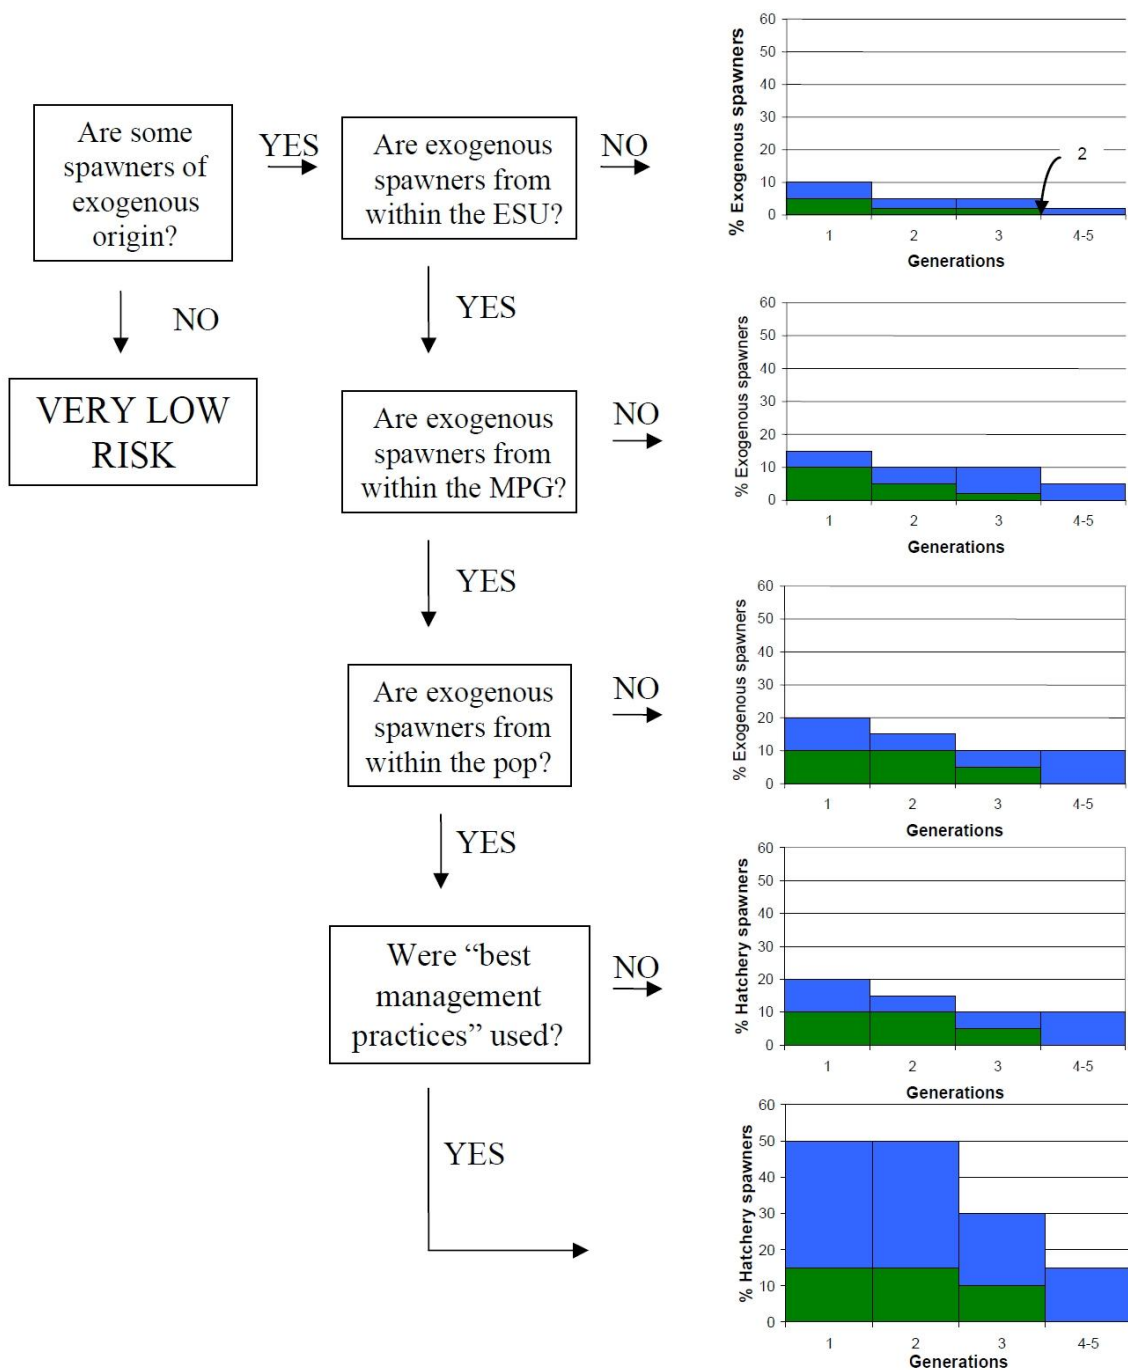 Are some
spawners of
exogenous
origin?
YES
Are exogenous
spawners from
within the ESU?
NO
% Exogenous spawners
60
50
40
30
20
10
0
2
1
2
3
4-5
Generations
NO
YES
VERY LOW
RISK
Are exogenous
spawners from
within the MPG?
NO
% Exogenous spawners
60
50
40
30
20
10
0
1
2
3
4-5
Generations
YES
Are exogenous
spawners from
within the pop?
NO
% Exogenous spawners
60
50
40
30
20
10
0
1
2
3
4-5
Generations
YES
Were “best
management
practices” used?
NO
% Hatchery spawners
60
50
40
30
20
10
0
1
2
3
4-5
Generations
YES
% Hatchery spawners
60
50
40
30
20
10
0
1
2
3
4-5
Generations